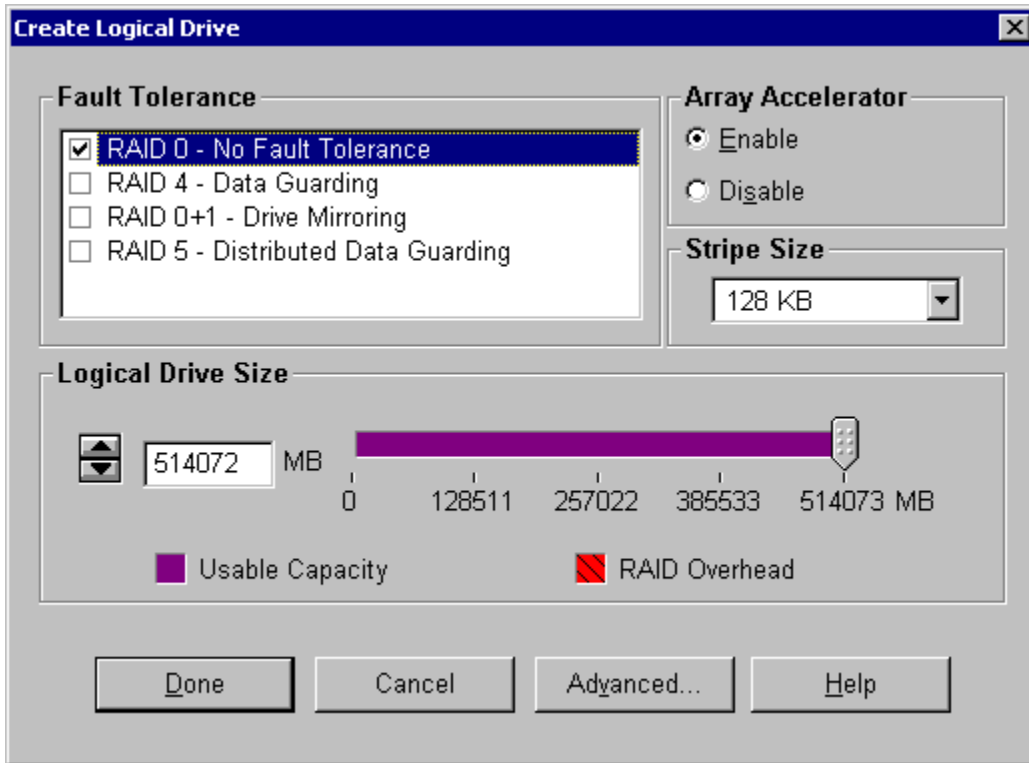 Create Logical Drive
Fault Tolerance
RAID 0 - No Fault Tolerance
RAID 4 - Data Guarding
RAID 0+1 - Drive Mirroring
RAID 5 - Distributed Data Guarding
Array Accelerator
Enable
Disable
Stripe Size
128 KB
Logical Drive Size
514072 MB
0 128511 257022 385533 514073 MB
Usable Capacity RAID Overhead
Done Cancel Advanced... Help